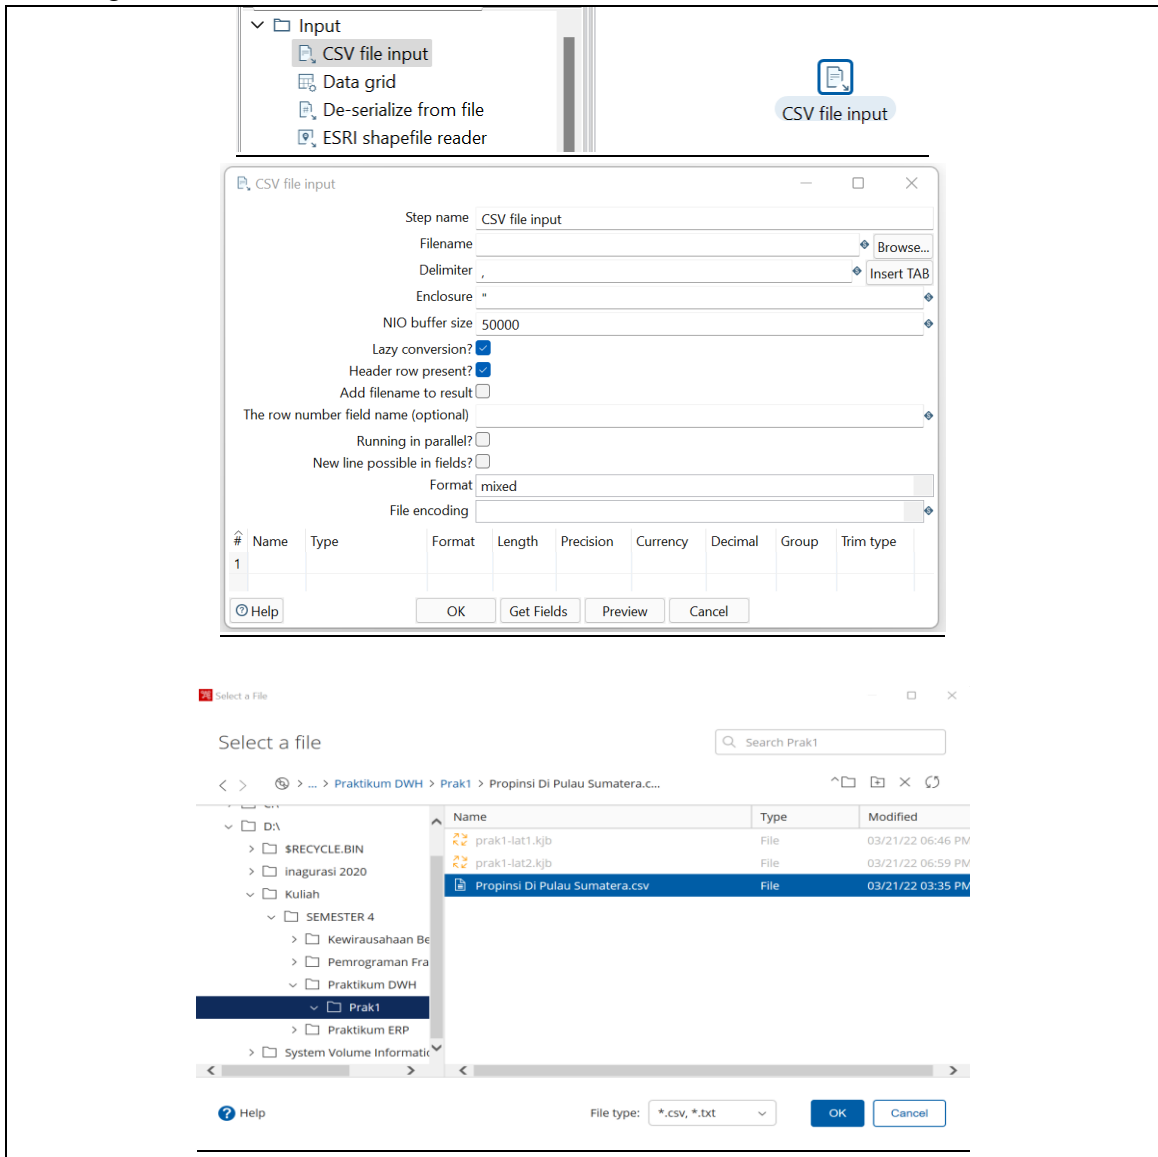 Input
CSV file input
Data grid
De-serialize from file
ESRI shapefile reader
CSV file input
CSV file input
Step name CSV file input
Filename Browse...
Delimiter , Insert TAB
Enclosure "
NIO buffer size 50000
Lazy conversion?
Header row present?
Add filename to result
The row number field name (optional)
Running in parallel?
New line possible in fields?
Format mixed
File encoding
# Name Type Format Length Precision Currency Decimal Group Trim type
1
Help OK Get Fields Preview Cancel
Select a File
Select a file
Search Prak1
> ... > Praktikum DWH > Prak1 > Propinsi Di Pulau Sumatera.c...
D:\
$RECYCLE.BIN
inagurasi 2020
Kuliah
SEMESTER 4
Kewirausahaan Be
Pemrograman Fra
Praktikum DWH
Prak1
Praktikum ERP
System Volume Informati
Name Type Modified
prak1-lat1.kjb File 03/21/22 06:46 PM
prak1-lat2.kjb File 03/21/22 06:59 PM
Propinsi Di Pulau Sumatera.csv File 03/21/22 03:35 PM
Help File type: *.csv, *.txt OK Cancel